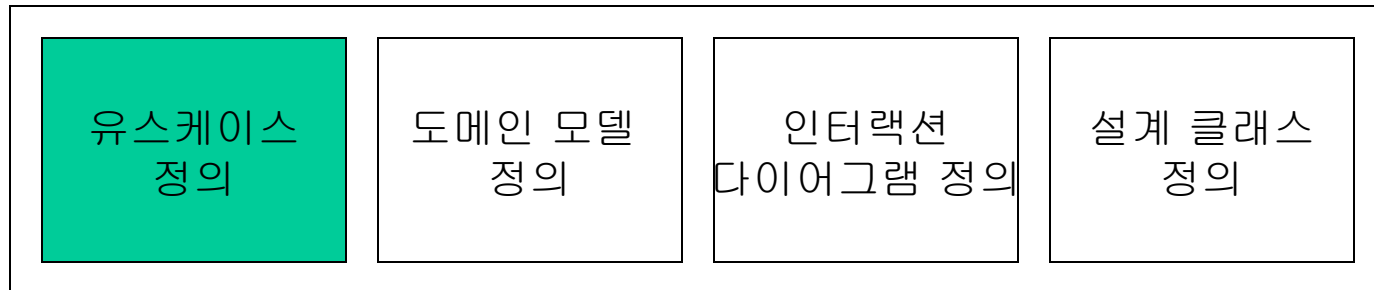 유스케이스
정의
도메인 모델
정의
인터랙션
다이어그램 정의
설계 클래스
정의